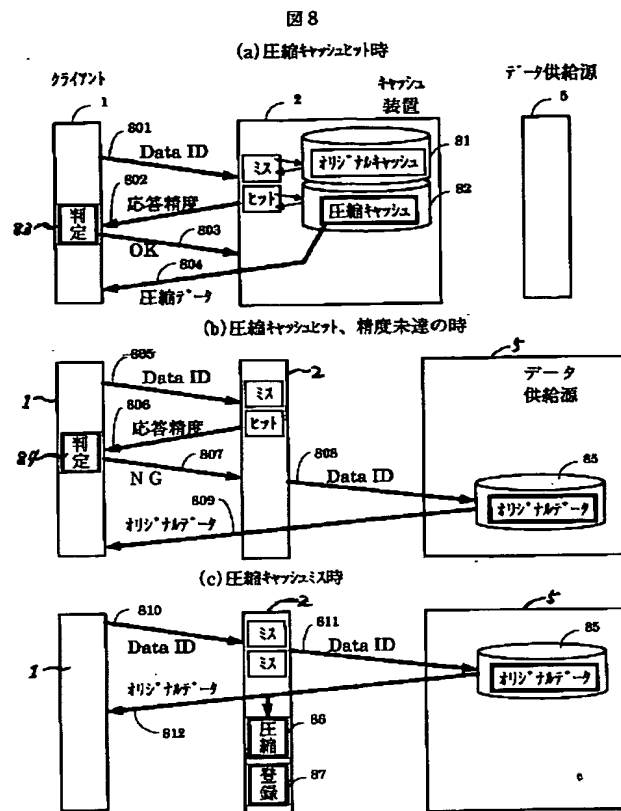 図8
(a)圧縮キャッシュヒット時
クライアント
1
801
Data ID
802
応答精度
83
判定
803
OK
804
圧縮データ
2
キャッシュ
装置
ミス
オリジナルキャッシュ
81
ヒット
圧縮キャッシュ
82
データ供給源
5
(b)圧縮キャッシュヒット、精度未達の時
805
Data ID
1
806
応答精度
84
判定
807
NG
809
オリジナルデータ
2
ミス
ヒット
808
Data ID
5
データ
供給源
85
オリジナルデータ
(c)圧縮キャッシュミス時
810
Data ID
1
オリジナルデータ
812
2
ミス
ミス
811
Data ID
圧縮
86
登録
87
5
85
オリジナルデータ